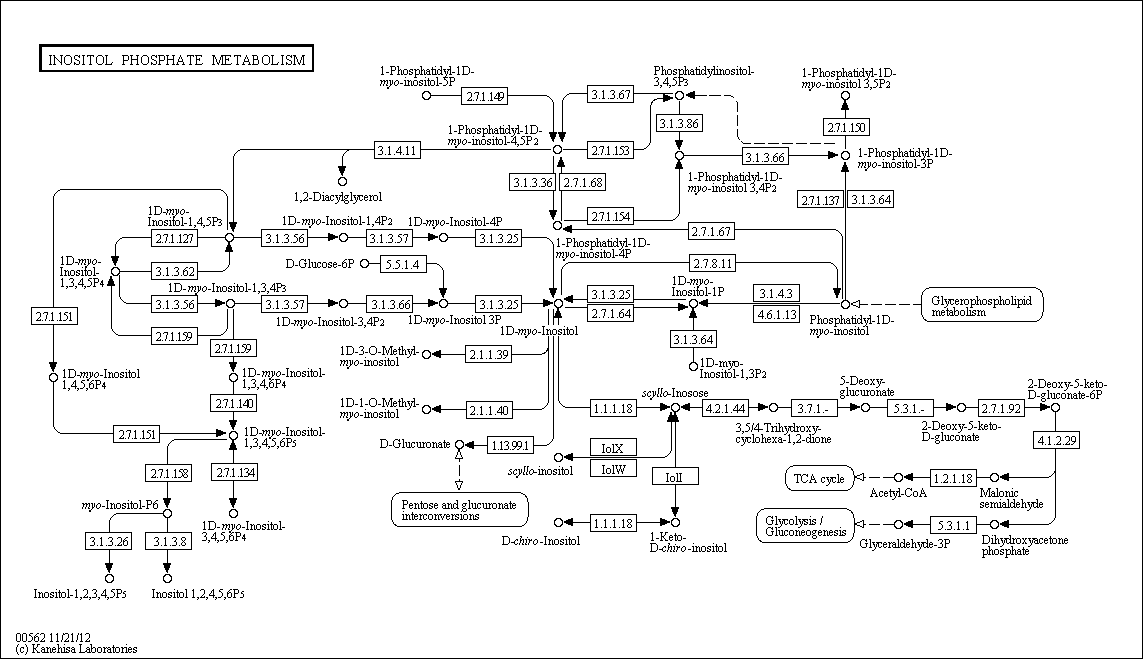 INOSITOL PHOSPHATE METABOLISM
1-Phosphatidyl-1D-
myo-inositol-5P
2.7.1.149
3.1.3.67
Phosphatidylinositol-
3,4,5P3
1-Phosphatidyl-1D-
myo-inositol 3,5P2
3.1.3.86
2.7.1.150
1-Phosphatidyl-1D-
myo-inositol-4,5P2
3.1.4.11
2.7.1.153
3.1.3.66
1-Phosphatidyl-1D-
myo-inositol-3P
1,2-Diacylglycerol
3.1.3.36
2.7.1.68
1-Phosphatidyl-1D-
myo-inositol 3,4P2
2.7.1.137
3.1.3.64
2.7.1.154
1D-myo-
Inositol-1,4,5P3
1D-myo-Inositol-1,4P2
1D-myo-Inositol-4P
2.7.1.127
3.1.3.56
3.1.3.57
3.1.3.25
2.7.1.67
1-Phosphatidyl-1D-
myo-inositol-4P
1D-myo-
Inositol-
1,3,4,5P4
3.1.3.62
D-Glucose-6P
5.5.1.4
2.7.8.11
1D-myo-Inositol-1,3,4P3
1D-myo-
Inositol-1P
3.1.3.56
3.1.3.57
3.1.3.66
3.1.3.25
3.1.3.25
3.1.4.3
Glycerophospholipid
metabolism
2.7.1.151
2.7.1.159
1D-myo-Inositol-3,4P2
1D-myo-Inositol 3P
1D-myo-Inositol
2.7.1.64
4.6.1.13
Phosphatidyl-1D-
myo-inositol
2.7.1.159
1D-3-O-Methyl-
myo-inositol
2.1.1.39
3.1.3.64
1D-myo-
Inositol-1,3P2
1D-myo-Inositol
1,4,5,6P4
1D-myo-Inositol-
1,3,4,6P4
2.7.1.140
1D-1-O-Methyl-
myo-inositol
2.1.1.40
1.1.1.18
scyllo-Inosose
4.2.1.44
3.7.1.-
5-Deoxy-
glucuronate
5.3.1.-
2.7.1.92
2-Deoxy-5-keto-
D-gluconate-6P
3,5/4-Trihydroxy-
cyclohexa-1,2-dione
2-Deoxy-5-keto-
D-gluconate
2.7.1.151
1D-myo-Inositol-
1,3,4,5,6P5
D-Glucuronate
1.13.99.1
IolX
IolW
scyllo-inositol
4.1.2.29
2.7.1.158
2.7.1.134
IolI
TCA cycle
Acetyl-CoA
1.2.1.18
Malonic
semialdehyde
myo-Inositol-P6
Pentose and glucuronate
interconversions
1D-myo-Inositol-
3,4,5,6P4
D-chiro-Inositol
1.1.1.18
1-Keto-
D-chiro-inositol
Glycolysis /
Gluconeogenesis
Glyceraldehyde-3P
5.3.1.1
Dihydroxyacetone
phosphate
3.1.3.26
3.1.3.8
Inositol-1,2,3,4,5P5
Inositol 1,2,4,5,6P5
00562 11/21/12
(c) Kanehisa Laboratories